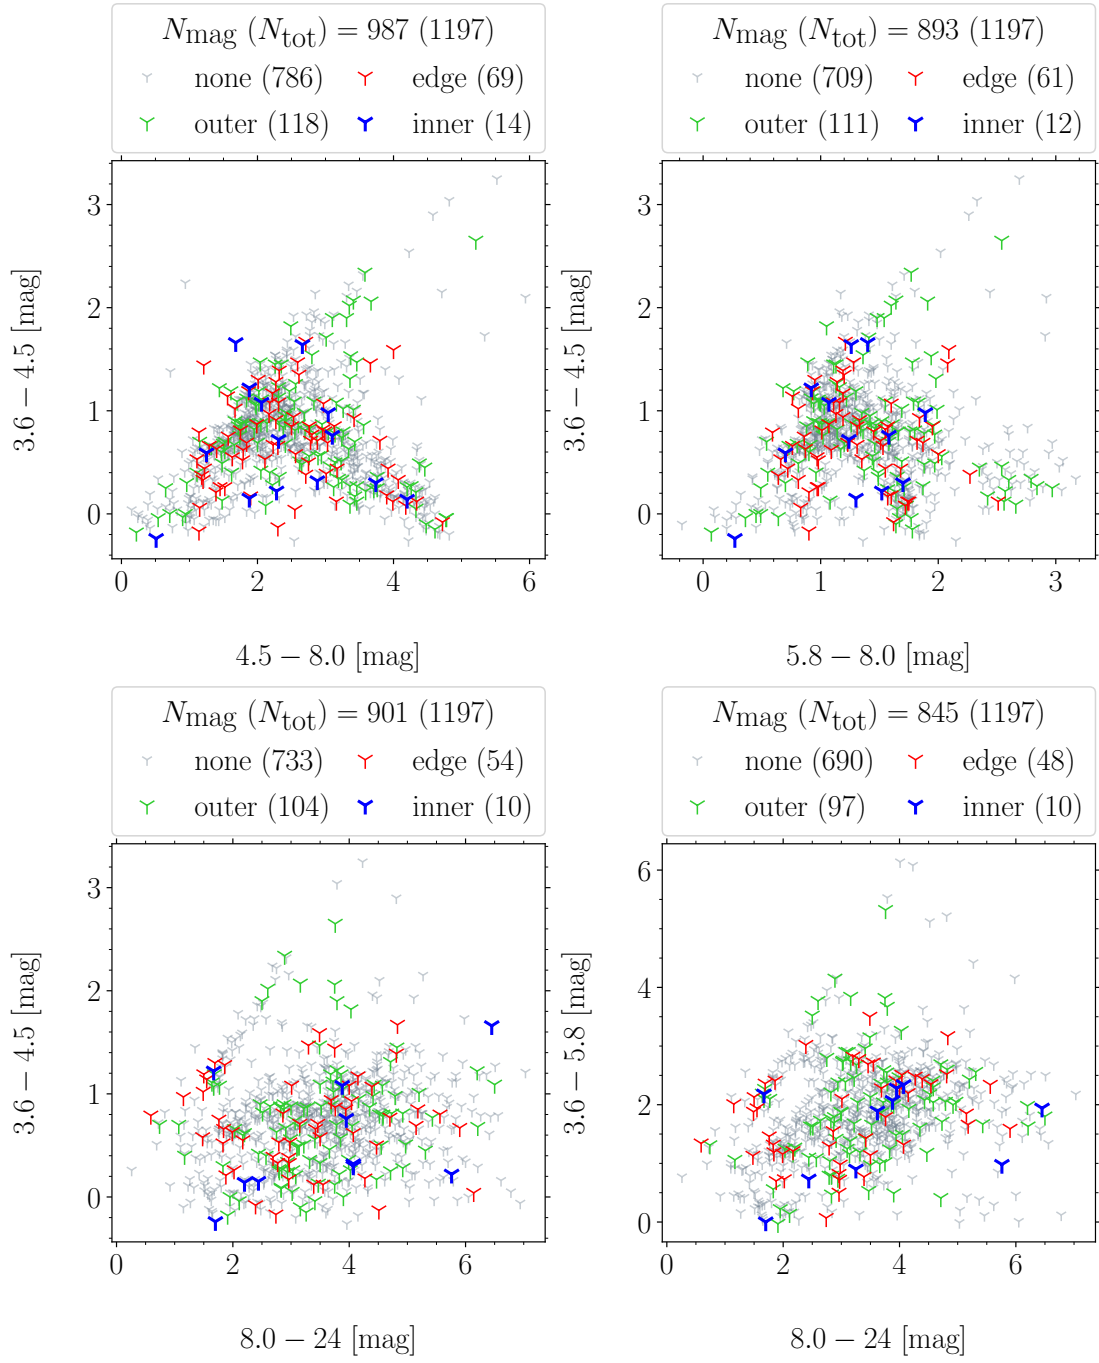 N_mag (N_tot) = 987 (1197)
none (786) edge (69)
outer (118) inner (14)
3.6 − 4.5 [mag]
3
2
1
0
0 2 4 6
4.5 − 8.0 [mag]
N_mag (N_tot) = 893 (1197)
none (709) edge (61)
outer (111) inner (12)
3.6 − 4.5 [mag]
3
2
1
0
0 1 2 3
5.8 − 8.0 [mag]
N_mag (N_tot) = 901 (1197)
none (733) edge (54)
outer (104) inner (10)
3.6 − 4.5 [mag]
3
2
1
0
0 2 4 6
8.0 − 24 [mag]
N_mag (N_tot) = 845 (1197)
none (690) edge (48)
outer (97) inner (10)
3.6 − 5.8 [mag]
6
4
2
0
0 2 4 6
8.0 − 24 [mag]